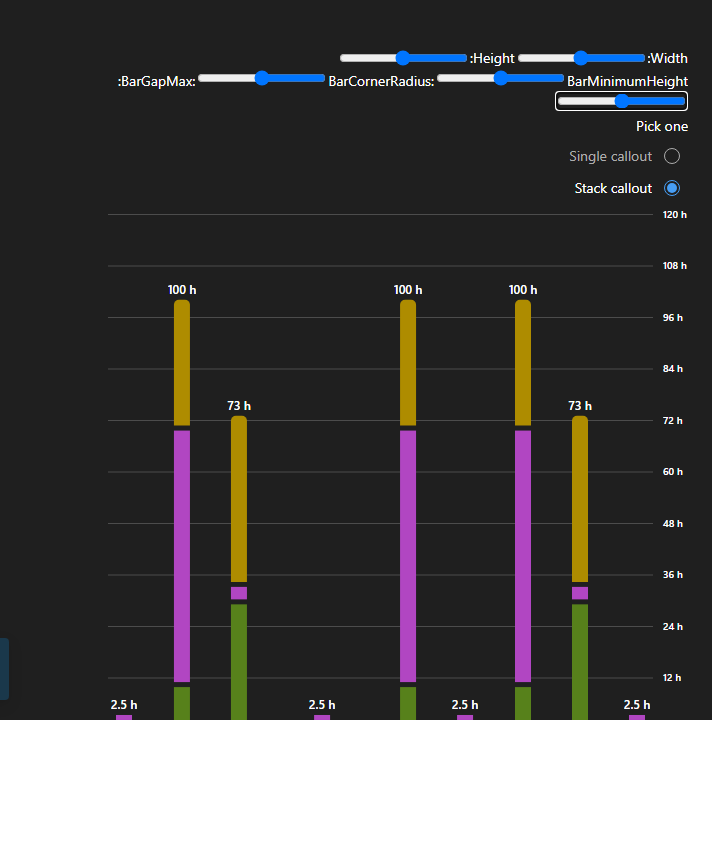 :Height :Width
:BarGapMax: BarCornerRadius: BarMinimumHeight
Pick one
Single callout
Stack callout
120 h
108 h
100 h 100 h 100 h
96 h
84 h
73 h 73 h
72 h
60 h
48 h
36 h
24 h
12 h
2.5 h 2.5 h 2.5 h 2.5 h